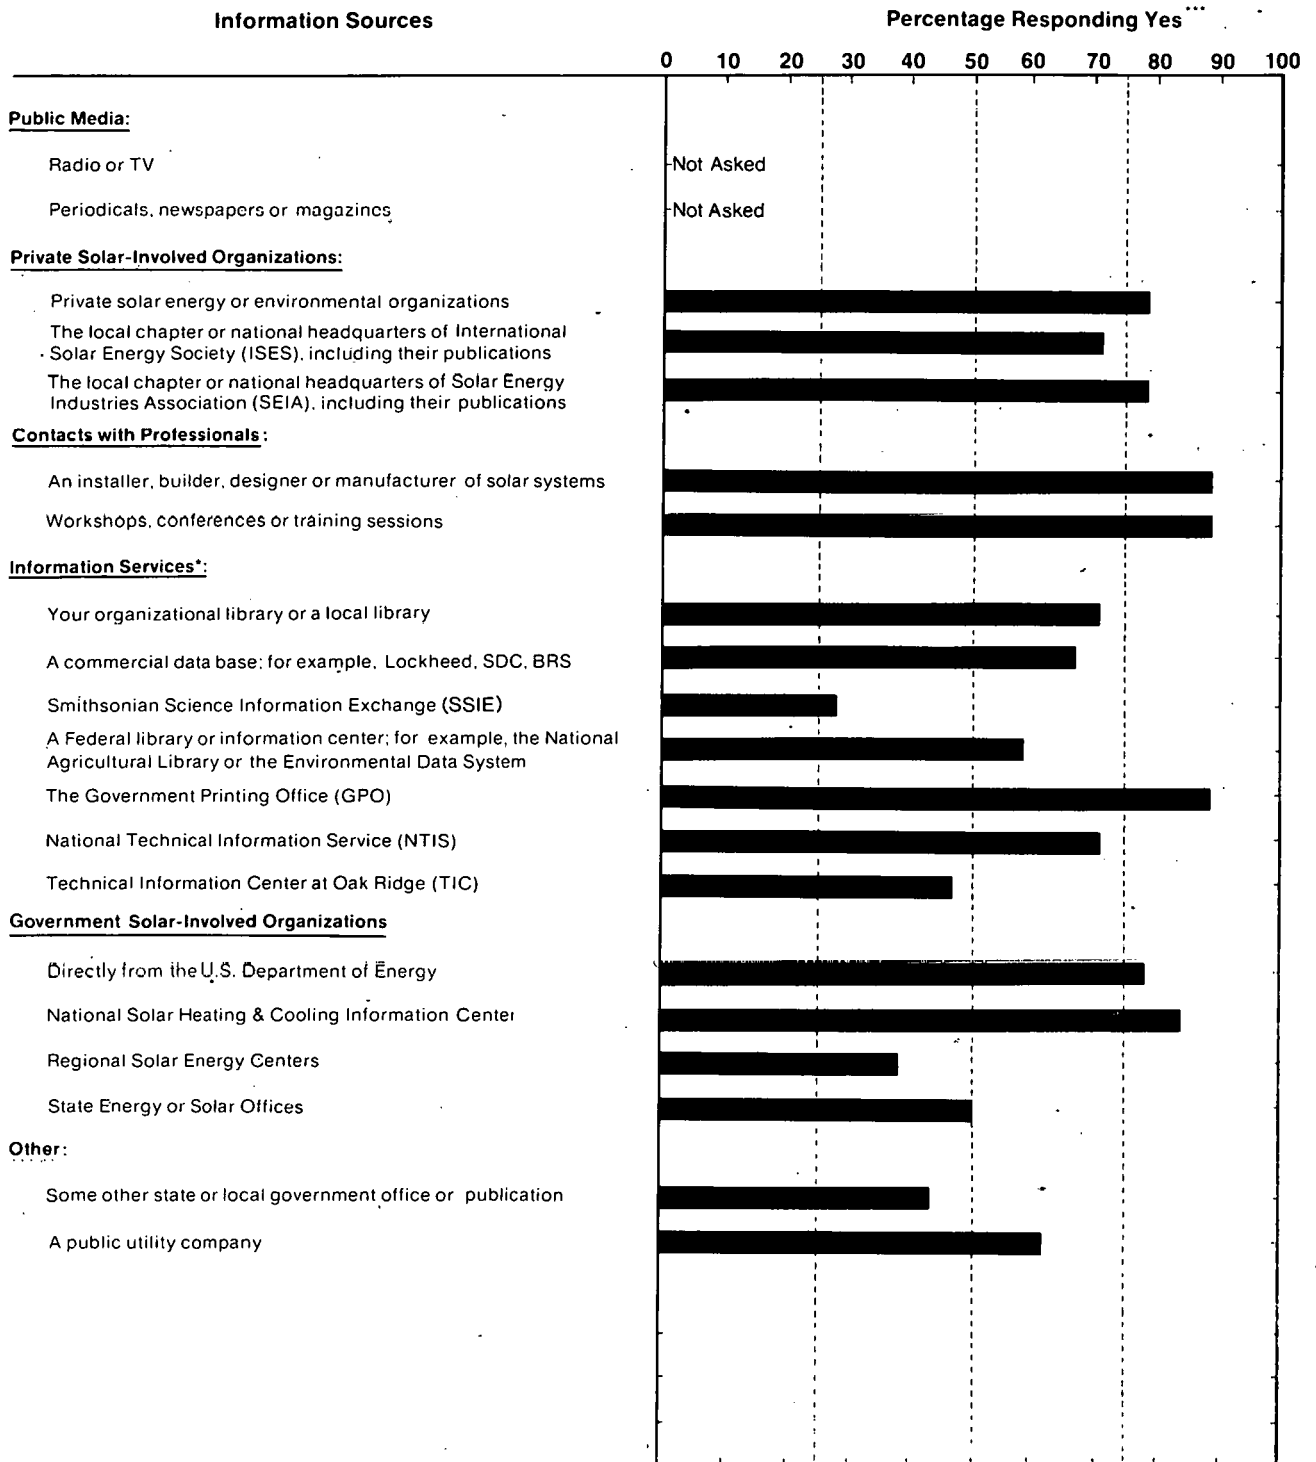 Information Sources
Percentage Responding Yes***
0 10 20 30 40 50 60 70 80 90 100
Public Media:
Radio or TV
Not Asked
Periodicals, newspapers or magazines
Not Asked
Private Solar-Involved Organizations:
Private solar energy or environmental organizations
The local chapter or national headquarters of International
Solar Energy Society (ISES), including their publications
The local chapter or national headquarters of Solar Energy
Industries Association (SEIA), including their publications
Contacts with Professionals:
An installer, builder, designer or manufacturer of solar systems
Workshops, conferences or training sessions
Information Services*:
Your organizational library or a local library
A commercial data base; for example, Lockheed, SDC, BRS
Smithsonian Science Information Exchange (SSIE)
A Federal library or information center; for example, the National
Agricultural Library or the Environmental Data System
The Government Printing Office (GPO)
National Technical Information Service (NTIS)
Technical Information Center at Oak Ridge (TIC)
Government Solar-Involved Organizations
Directly from the U.S. Department of Energy
National Solar Heating & Cooling Information Center
Regional Solar Energy Centers
State Energy or Solar Offices
Other:
Some other state or local government office or publication
A public utility company